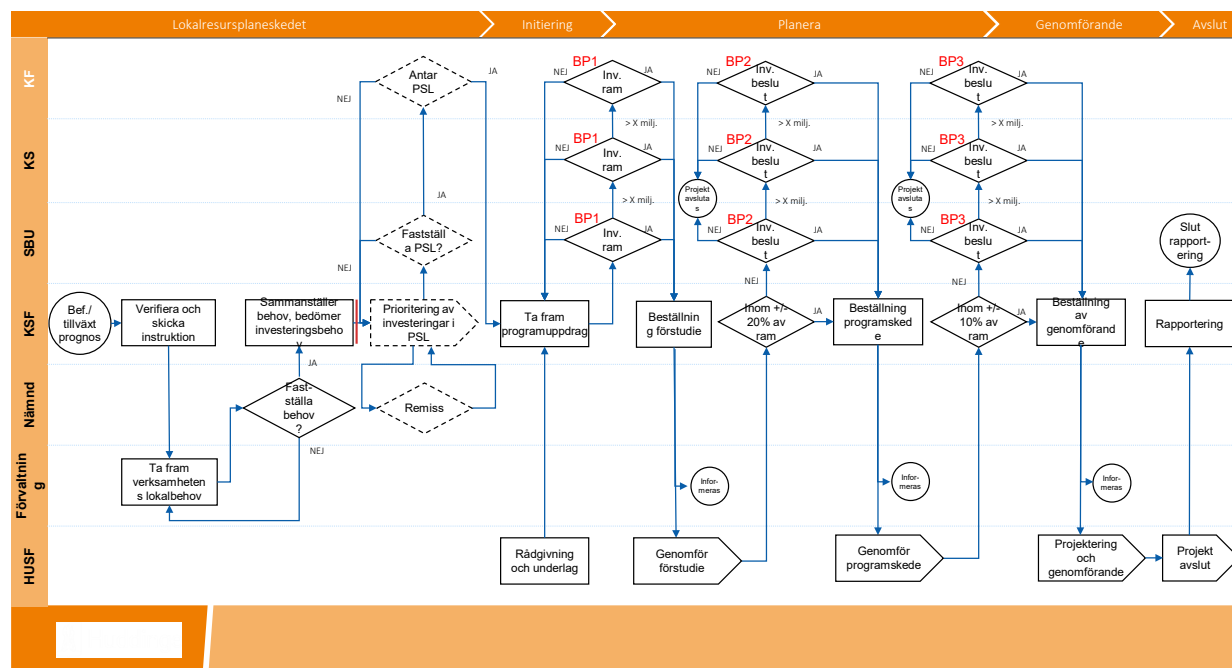 Lokalresursplaneskedet
Initiering
Planera
Genomförande
Avslut
KF
Antar
PSL
JA
NEJ
BP1
NEJ
Inv.
ram
JA
> X milj.
BP2
NEJ
Inv.
beslu
t
JA
> X milj.
BP3
NEJ
Inv.
beslu
t
JA
> X milj.
KS
JA
BP1
NEJ
Inv.
ram
JA
> X milj.
BP2
NEJ
Inv.
beslu
t
JA
> X milj.
Projekt
avsluta
s
BP3
NEJ
Inv.
beslu
t
JA
> X milj.
Projekt
avsluta
s
SBU
Fastställ
a PSL?
NEJ
BP1
NEJ
Inv.
ram
JA
BP2
NEJ
Inv.
beslu
t
JA
NEJ
BP3
NEJ
Inv.
beslu
t
JA
NEJ
Slut
rapport-
ering
KSF
Bef./
tillväxt
prognos
Verifiera och
skicka
instruktion
Sammanställer
behov, bedömer
investeringsbeho
v
Prioritering av
investeringar i
PSL
Ta fram
programuppdrag
Beställnin
g förstudie
Inom +/-
20% av
ram
JA
Beställning
programsked
e
Inom +/-
10% av
ram
JA
Beställning
av
genomförand
e
Rapportering
Nämnd
JA
Fast-
ställa
behov
?
NEJ
Remiss
Förvaltnin
g
Ta fram
verksamheten
s lokalbehov
Infor-
meras
Infor-
meras
Infor-
meras
HUSF
Rådgivning
och underlag
Genomför
förstudie
Genomför
programskede
Projektering
och
genomförande
Projekt
avslut